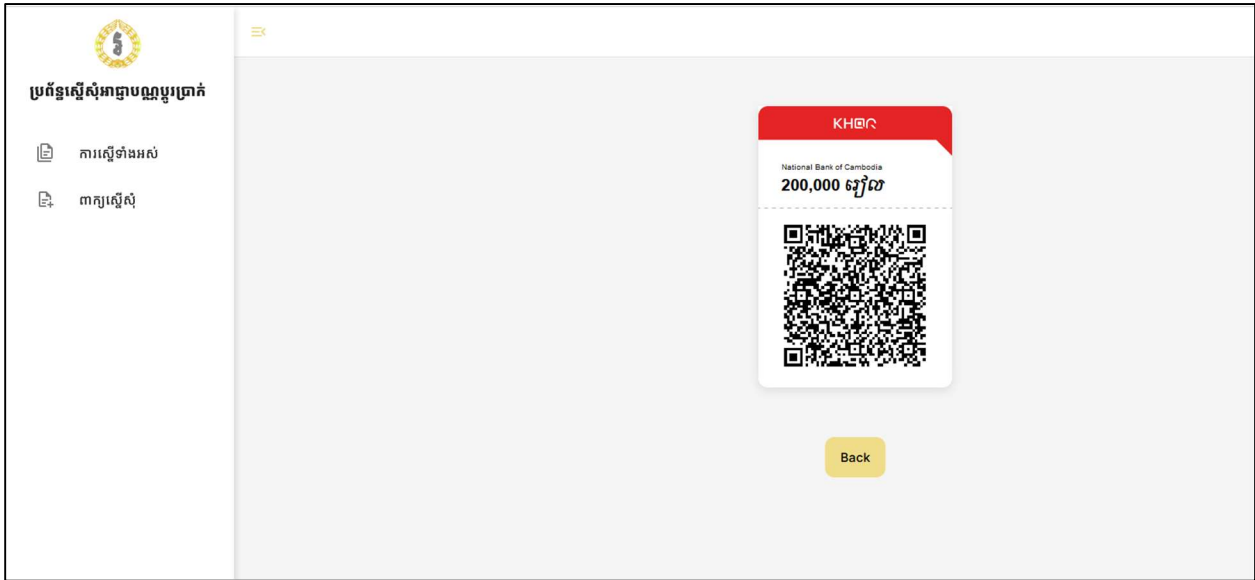 ប្រព័ន្ធស្នើសុំអាជ្ញាបណ្ណប្តូរប្រាក់
ការស្នើទាំងអស់
ពាក្យស្នើសុំ
KHQR
National Bank of Cambodia
200,000 រៀល
Back